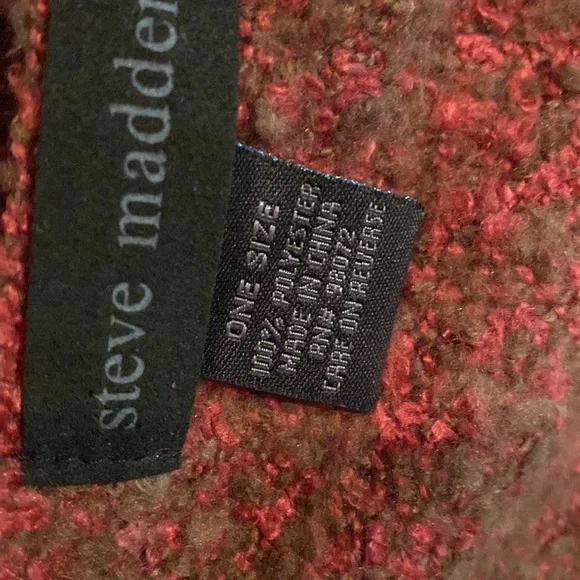 steve madden
ONE SIZE
100% POLYESTER
MADE IN CHINA
RN# 98072
CARE ON REVERSE